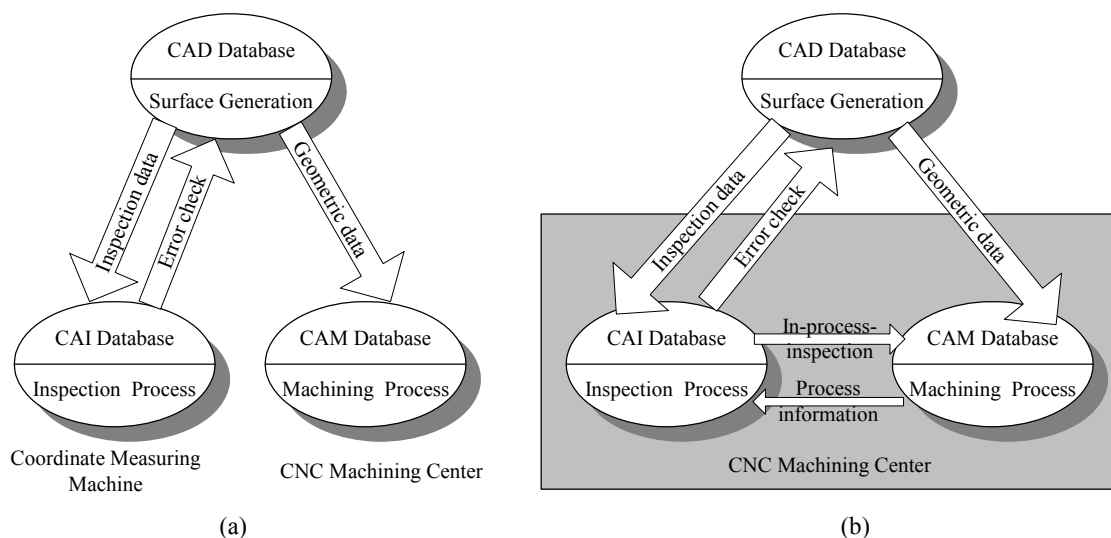 CAD Database
Surface Generation
Inspection data
Error check
Geometric data
CAI Database
Inspection Process
CAM Database
Machining Process
Coordinate Measuring
Machine
CNC Machining Center
(a)
CAD Database
Surface Generation
Inspection data
Error check
Geometric data
CAI Database
Inspection Process
In-process-
inspection
Process
information
CAM Database
Machining Process
CNC Machining Center
(b)